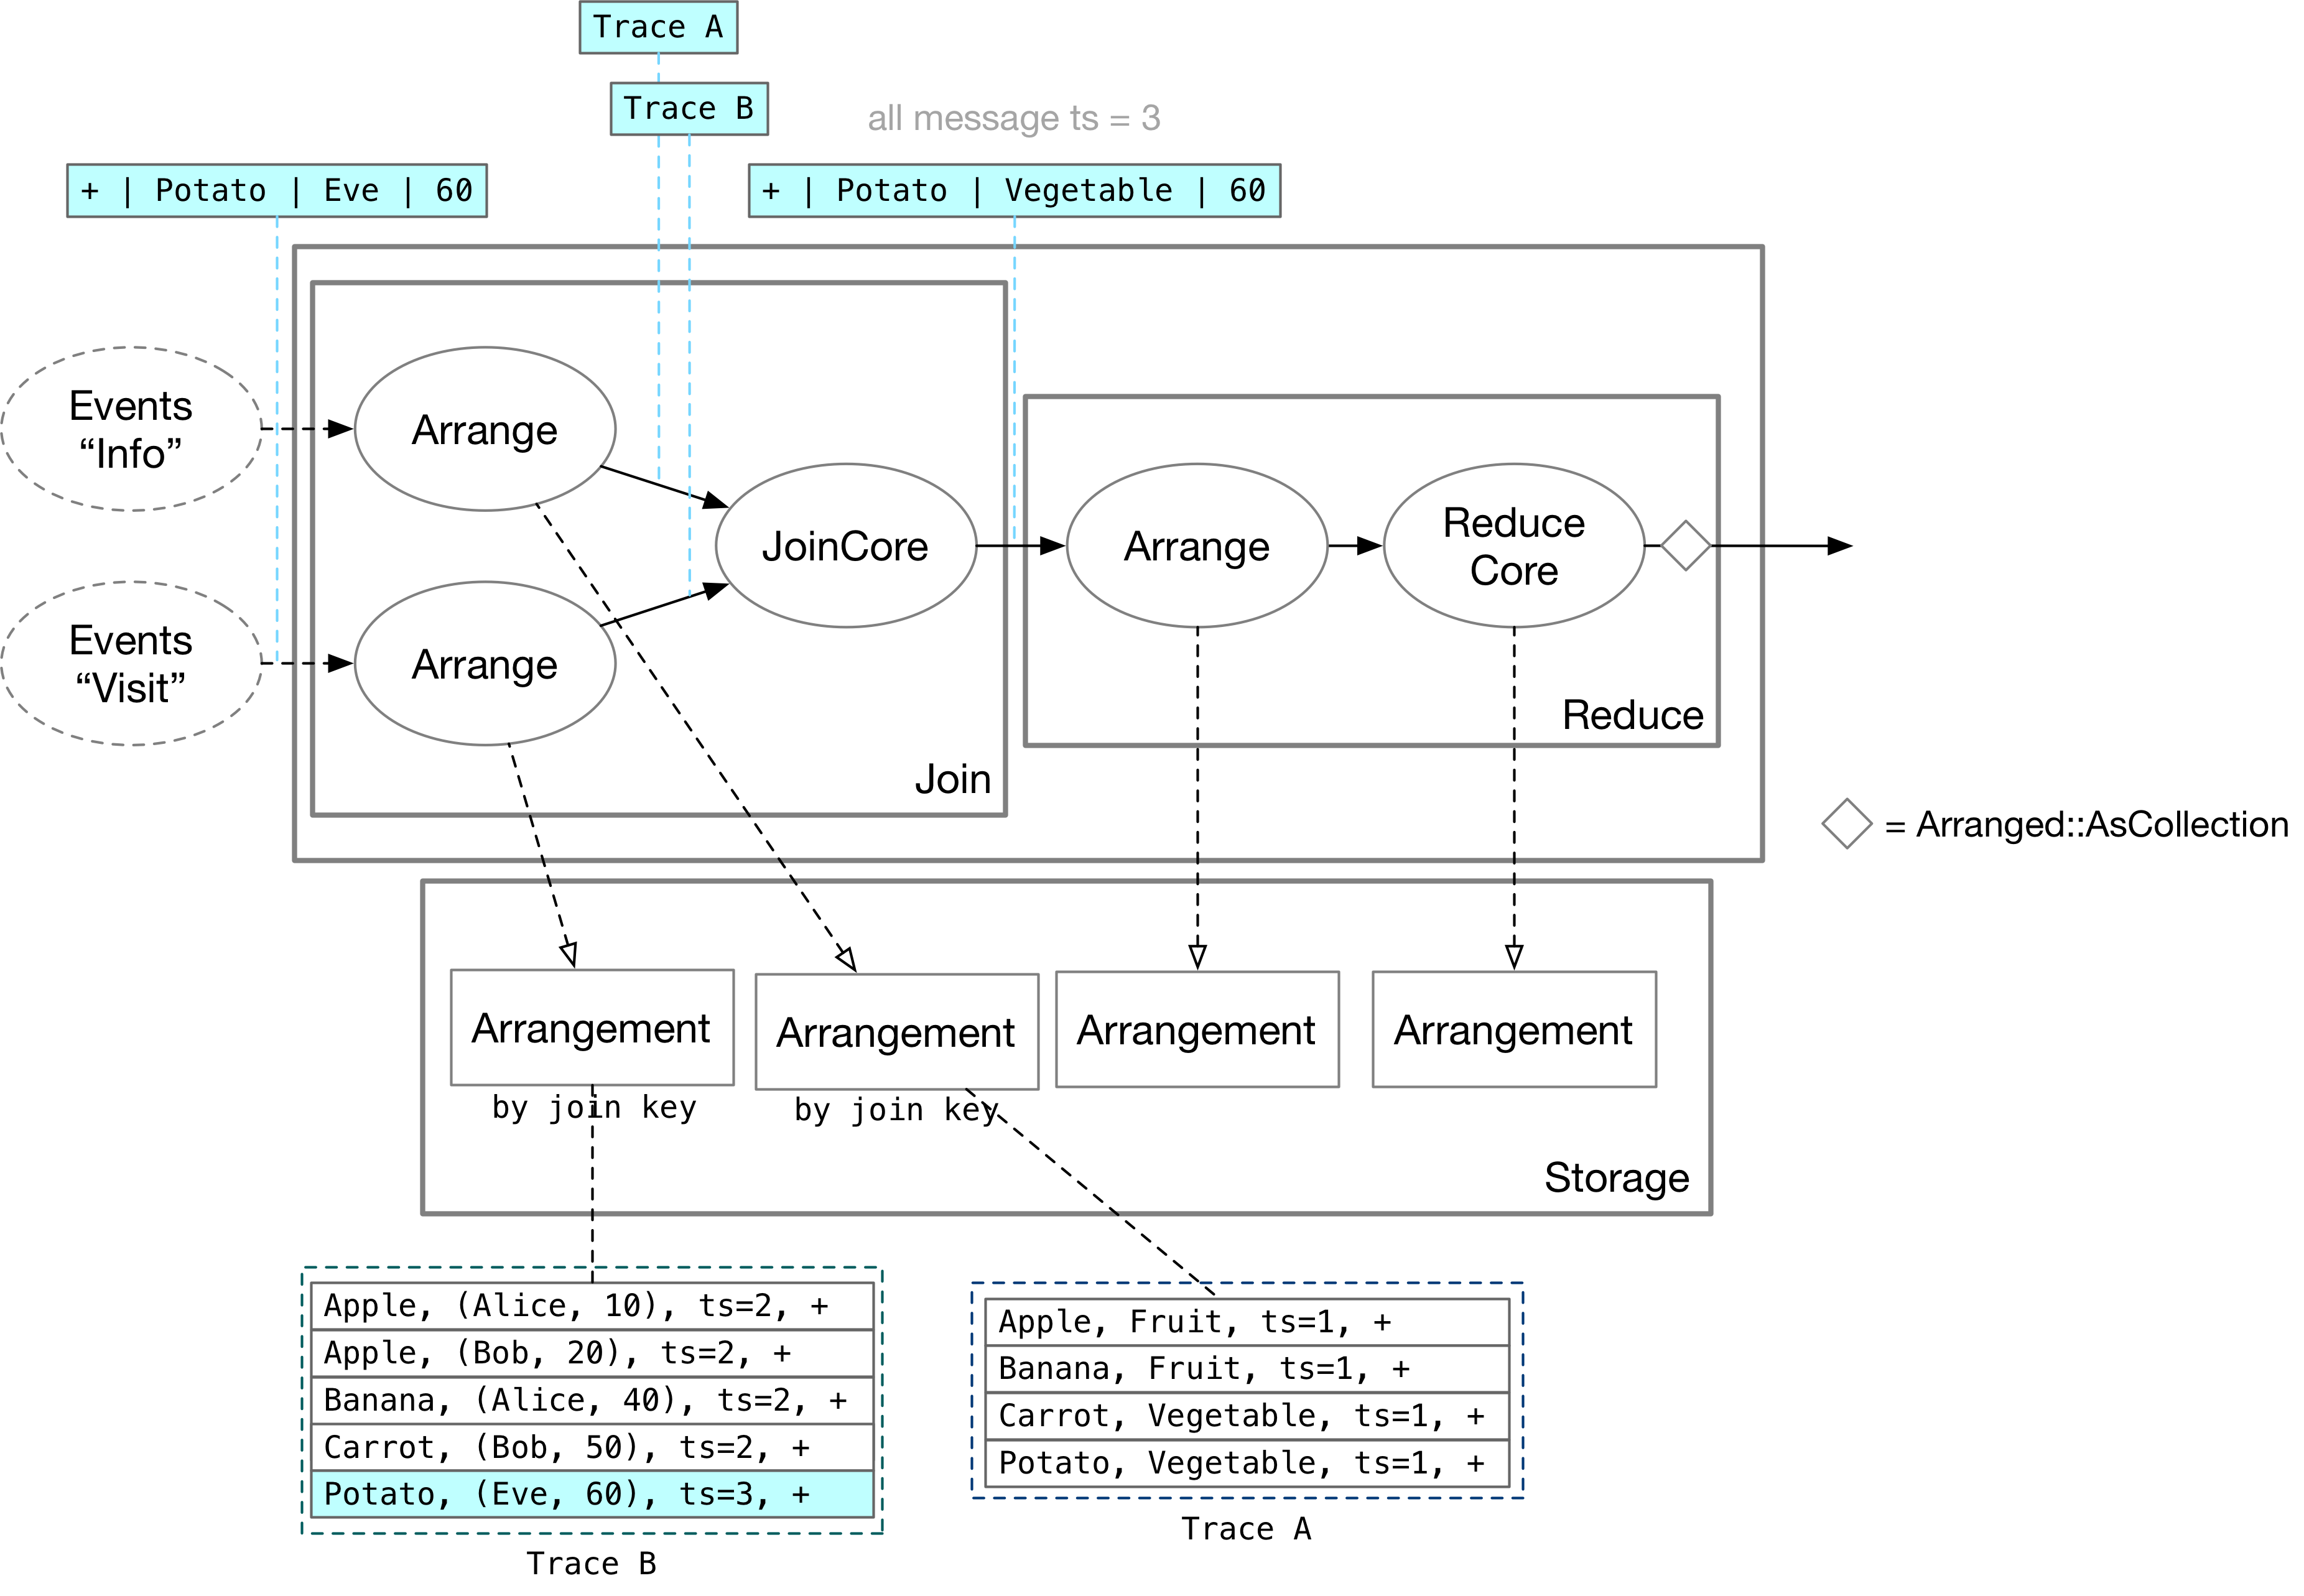 Trace A
Trace B
all message ts = 3
+ | Potato | Eve | 60
+ | Potato | Vegetable | 60
Events
“Info”
Arrange
Events
“Visit”
Arrange
JoinCore
Arrange
Reduce
Core
Reduce
Join
= Arranged::AsCollection
Arrangement
by join key
Arrangement
by join key
Arrangement
Arrangement
Storage
Apple, (Alice, 10), ts=2, +
Apple, (Bob, 20), ts=2, +
Banana, (Alice, 40), ts=2, +
Carrot, (Bob, 50), ts=2, +
Potato, (Eve, 60), ts=3, +
Trace B
Apple, Fruit, ts=1, +
Banana, Fruit, ts=1, +
Carrot, Vegetable, ts=1, +
Potato, Vegetable, ts=1, +
Trace A